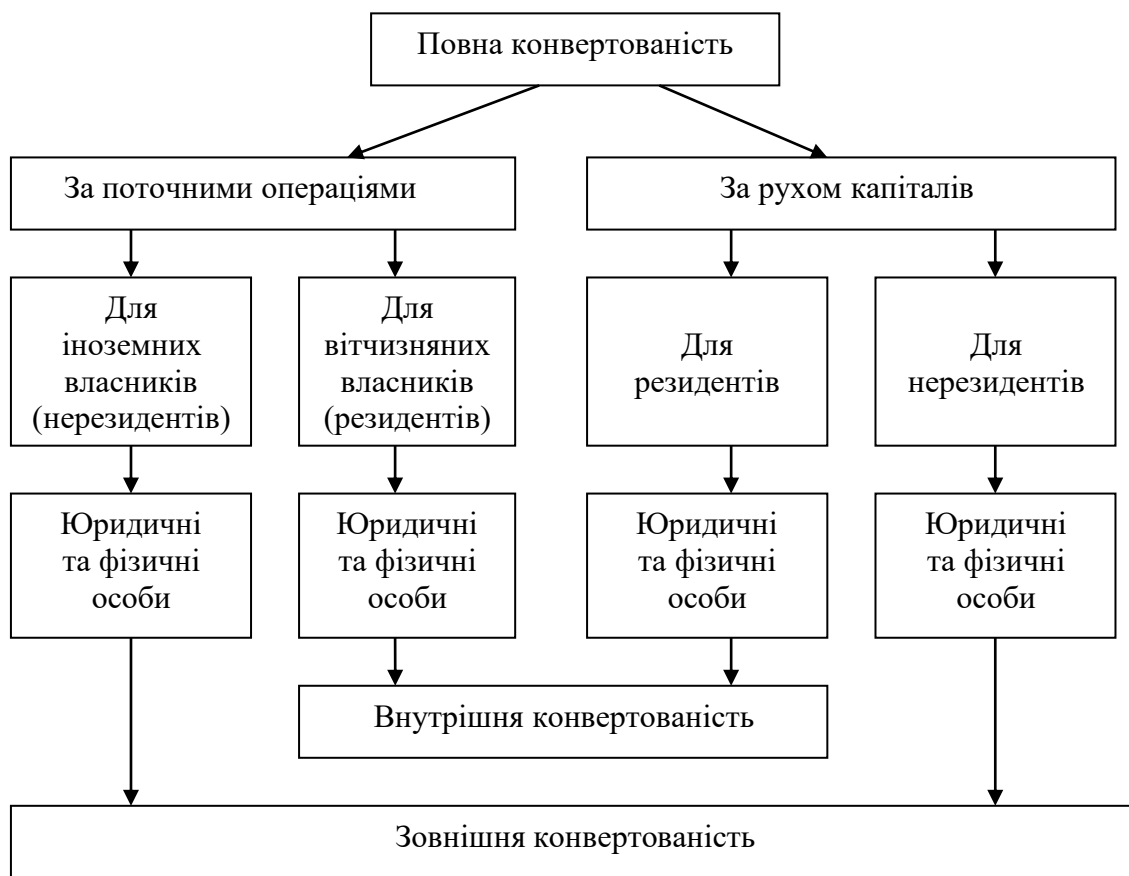 Повна конвертованість
За поточними операціями
За рухом капіталів
Для
іноземних
власників
(нерезидентів)
Для
вітчизняних
власників
(резидентів)
Для
резидентів
Для
нерезидентів
Юридичні
та фізичні
особи
Юридичні
та фізичні
особи
Юридичні
та фізичні
особи
Юридичні
та фізичні
особи
Внутрішня конвертованість
Зовнішня конвертованість